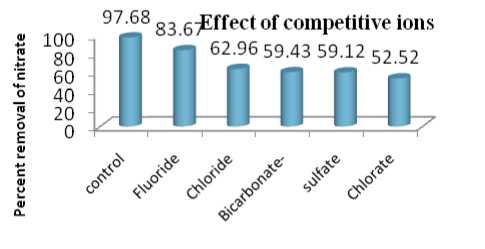 Effect of competitive ions
97.68
83.67
62.96
59.43
59.12
52.52
Percent removal of nitrate
100
80
60
40
20
0
control
Fluoride
Chloride
Bicarbonate-
sulfate
Chlorate